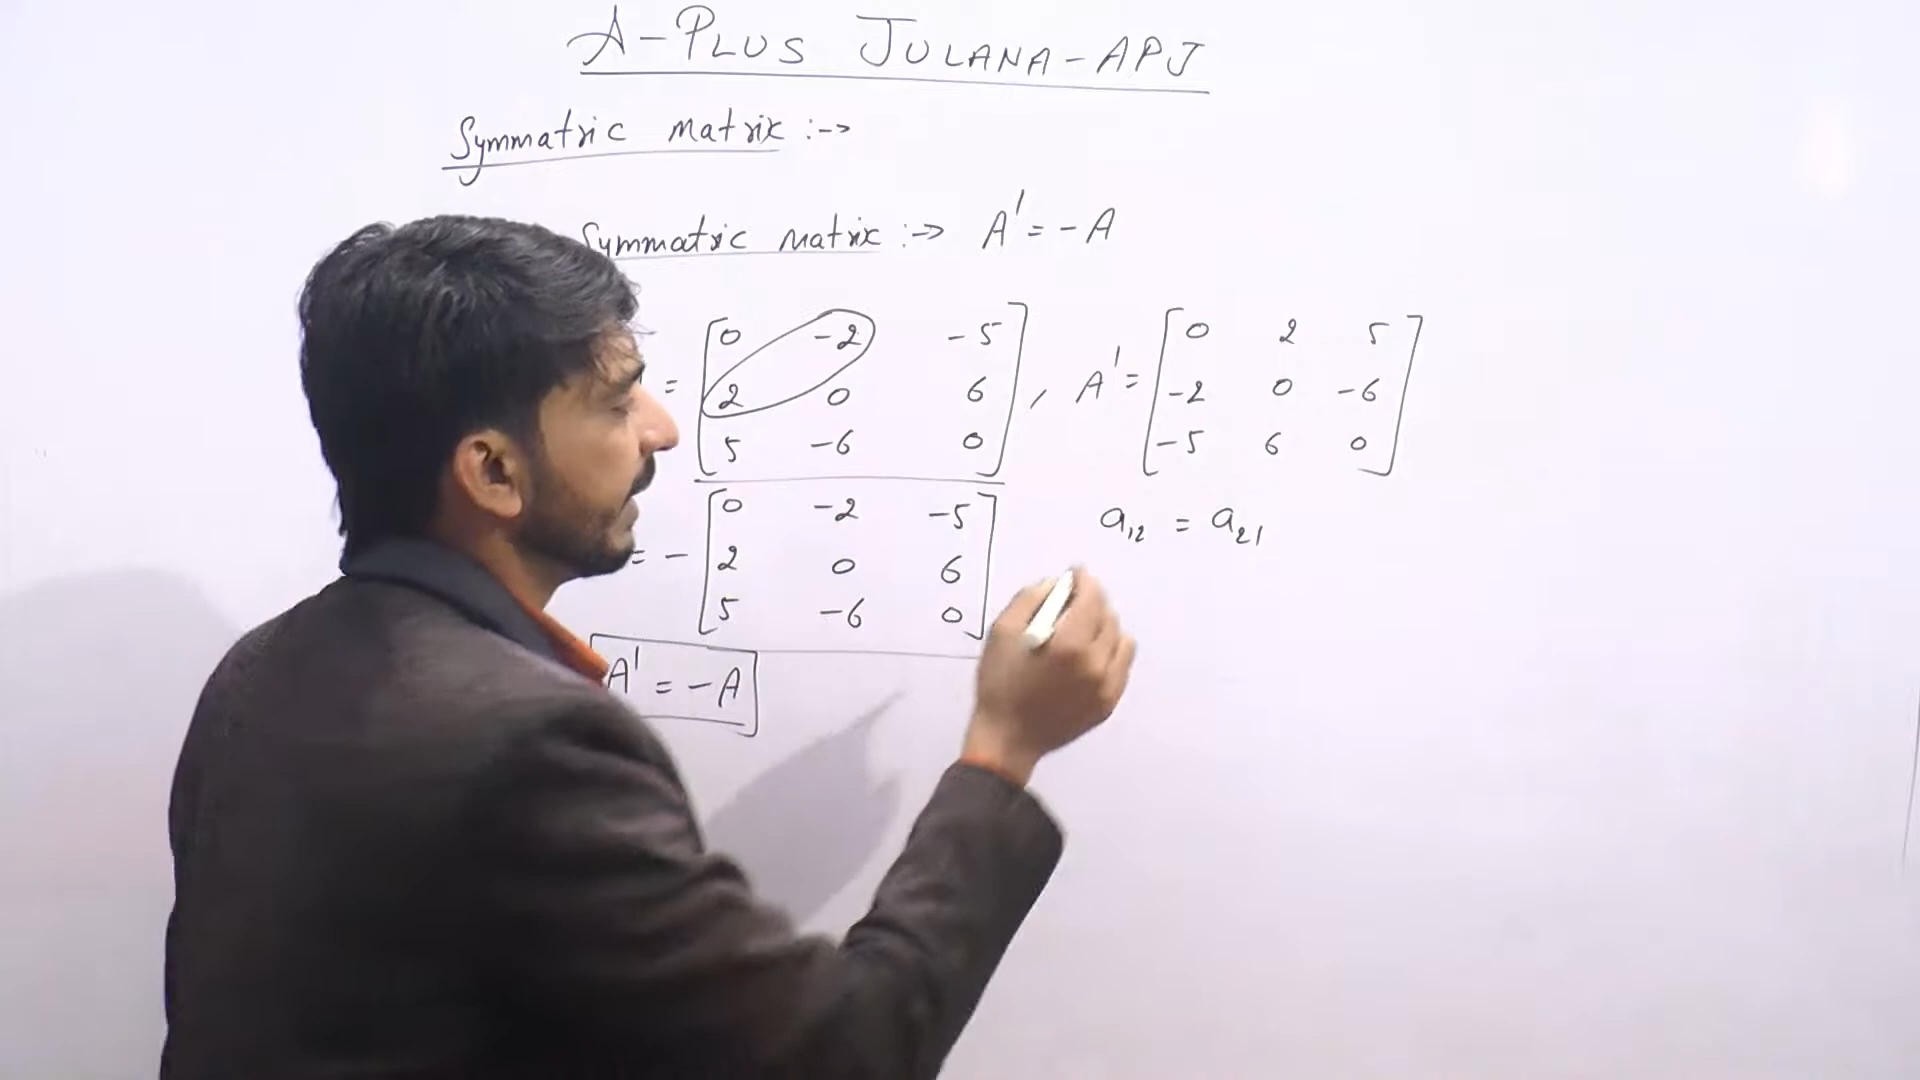 A-PLUS JULANA-APJ
Symmatric matrix :->
Symmatric matrix :-> A' = -A
= [0 -2 -5
2 0 6
5 -6 0] , A' = [0 2 5
-2 0 -6
-5 6 0]
= - [0 -2 -5
2 0 6
5 -6 0]
a12 = a21
A' = -A